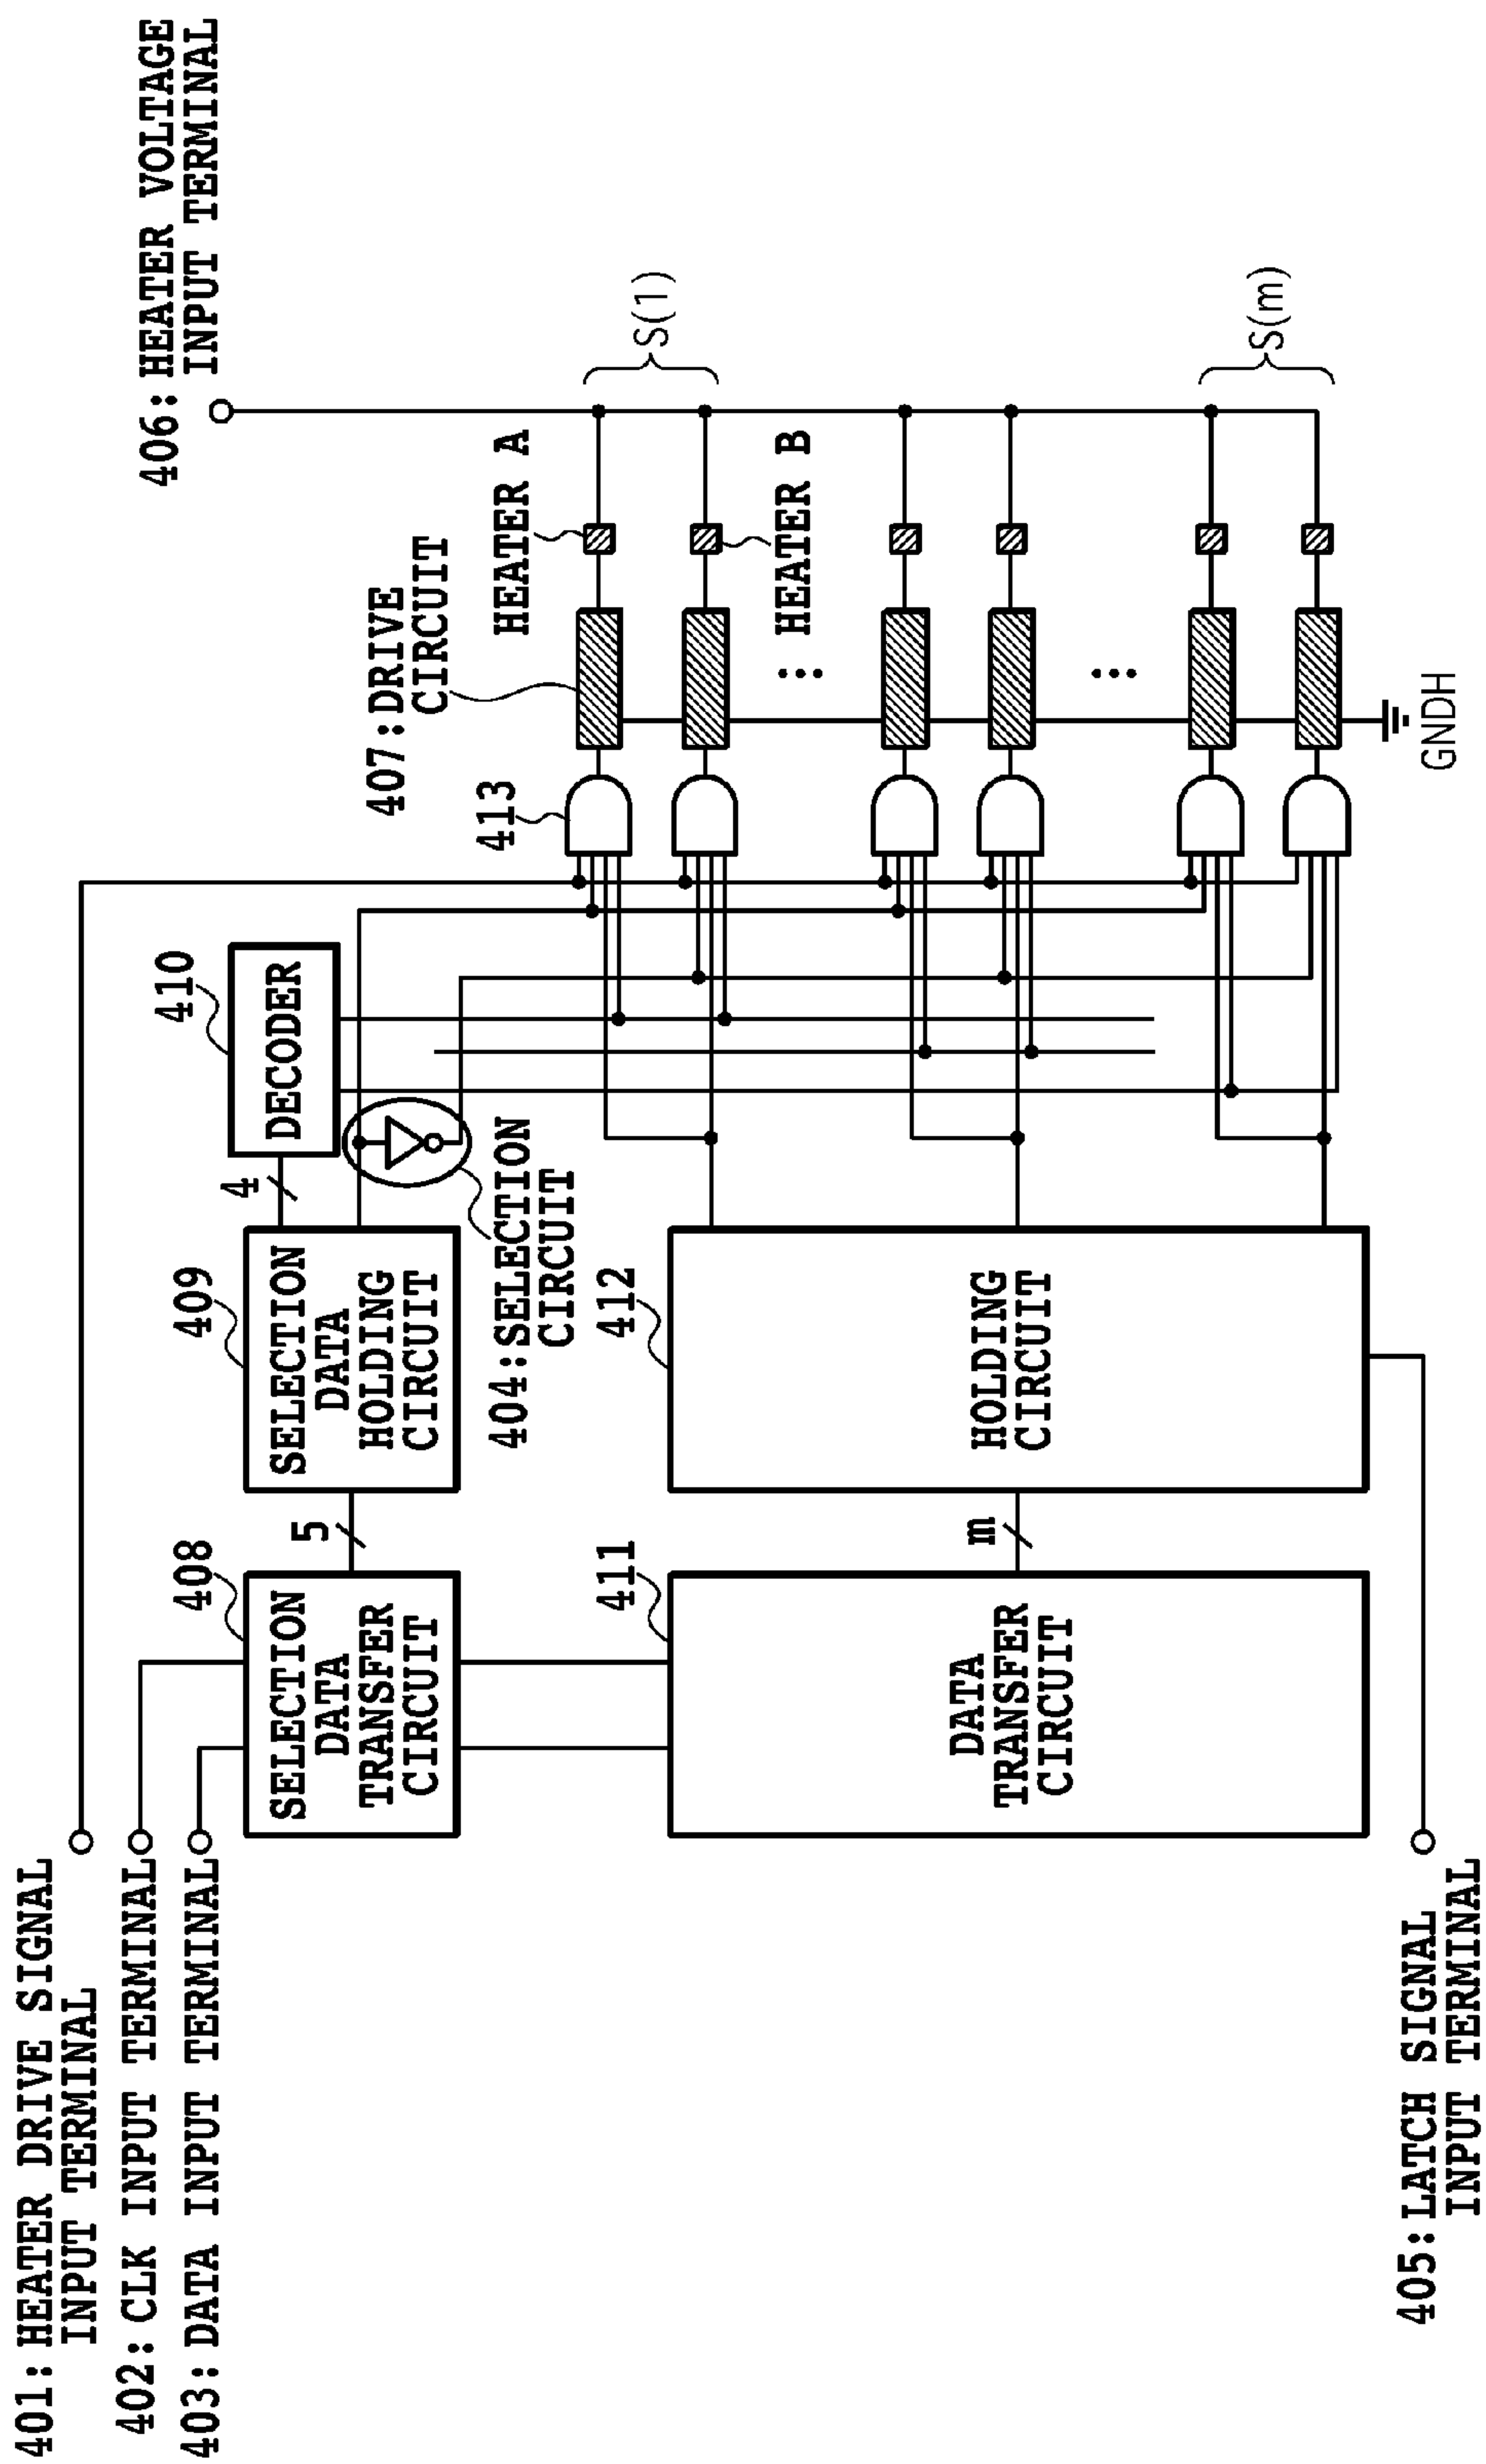 401: HEATER DRIVE SIGNAL
INPUT TERMINAL
402: CLK INPUT TERMINAL
403: DATA INPUT TERMINAL
408
SELECTION
DATA
TRANSFER
CIRCUIT
5
409
SELECTION
DATA
HOLDING
CIRCUIT
4
410
DECODER
404: SELECTION
CIRCUIT
411
DATA
TRANSFER
CIRCUIT
m
412
HOLDING
CIRCUIT
405: LATCH SIGNAL
INPUT TERMINAL
413
407: DRIVE
CIRCUIT
HEATER A
HEATER B
...
...
GNDH
406: HEATER VOLTAGE
INPUT TERMINAL
S(1)
S(m)